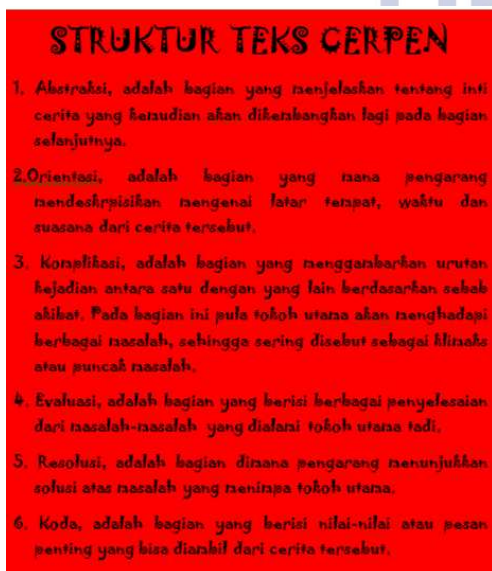 STRUKTUR TEKS CERPEN
1. Abstraksi, adalah bagian yang menjelaskan tentang inti
cerita yang kemudian akan dikembangkan lagi pada bagian
selanjutnya.
2.Orientasi, adalah bagian yang mana pengarang
mendeskrpisikan mengenai latar tempat, waktu dan
suasana dari cerita tersebut.
3. Komplikasi, adalah bagian yang menggambarkan urutan
kejadian antara satu dengan yang lain berdasarkan sebab
akibat. Pada bagian ini pula tokoh utama akan menghadapi
berbagai masalah, sehingga sering disebut sebagai klimaks
atau puncak masalah.
4. Evaluasi, adalah bagian yang berisi berbagai penyelesaian
dari masalah-masalah yang dialami tokoh utama tadi.
5. Resolusi, adalah bagian dimana pengarang menunjukkan
solusi atas masalah yang menimpa tokoh utama.
6. Koda, adalah bagian yang berisi nilai-nilai atau pesan
penting yang bisa diambil dari cerita tersebut.